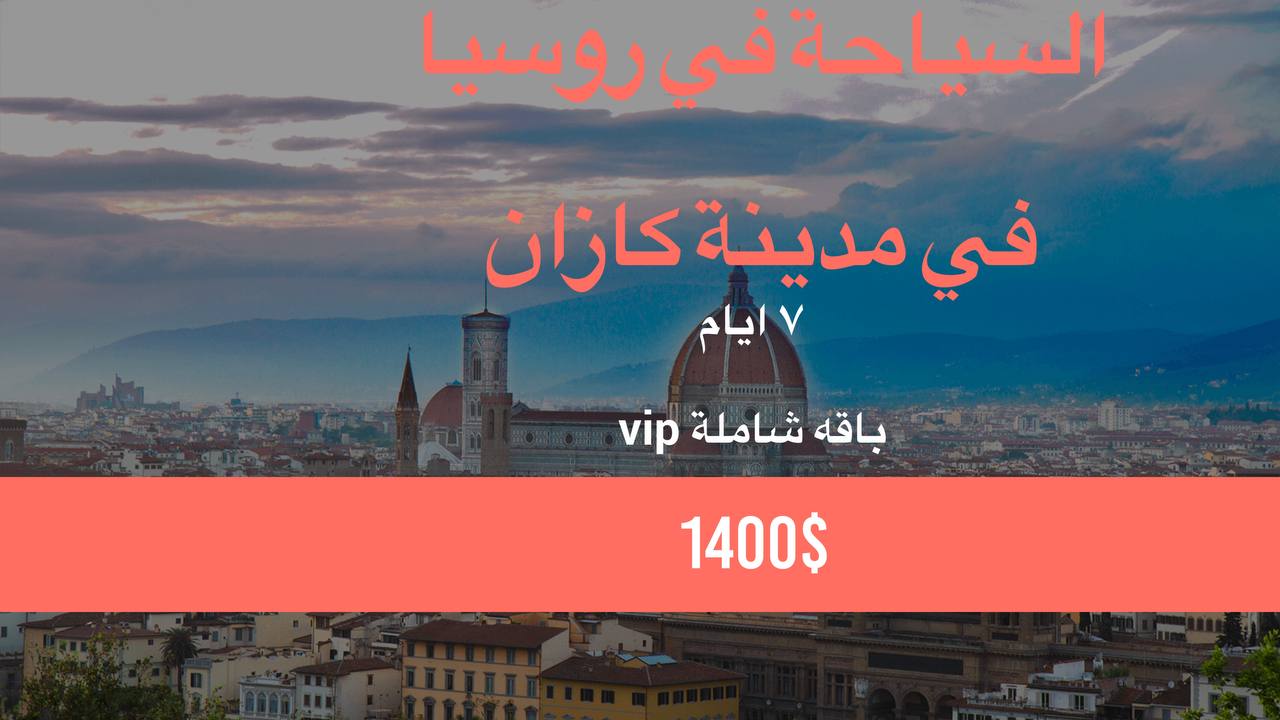 السياحة في روسيا
في مدينة كازان
٧ ايام
باقه شاملة vip
1400$